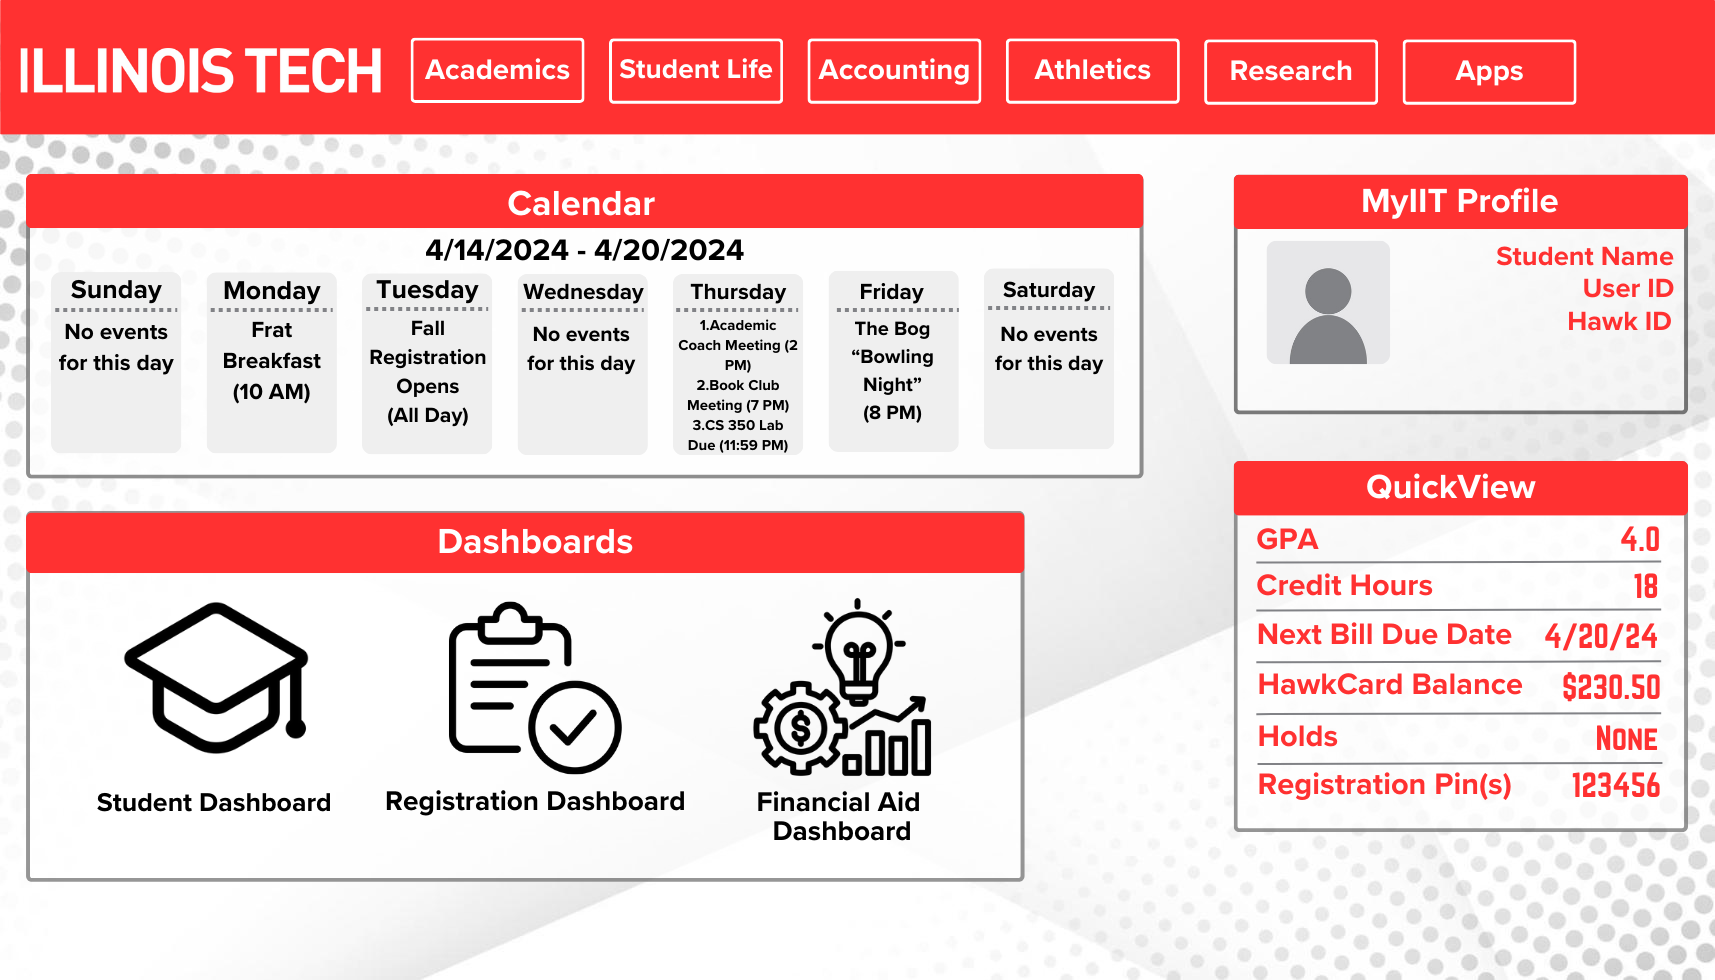 ILLINOIS TECH
Academics
Student Life
Accounting
Athletics
Research
Apps
Calendar
4/14/2024 - 4/20/2024
Sunday
No events
for this day
Monday
Frat
Breakfast
(10 AM)
Tuesday
Fall
Registration
Opens
(All Day)
Wednesday
No events
for this day
Thursday
1.Academic
Coach Meeting (2
PM)
2.Book Club
Meeting (7 PM)
3.CS 350 Lab
Due (11:59 PM)
Friday
The Bog
“Bowling
Night”
(8 PM)
Saturday
No events
for this day
MyIIT Profile
Student Name
User ID
Hawk ID
Dashboards
$
Student Dashboard
Registration Dashboard
Financial Aid
Dashboard
QuickView
GPA 4.0
Credit Hours 18
Next Bill Due Date 4/20/24
HawkCard Balance $230.50
Holds None
Registration Pin(s) 123456